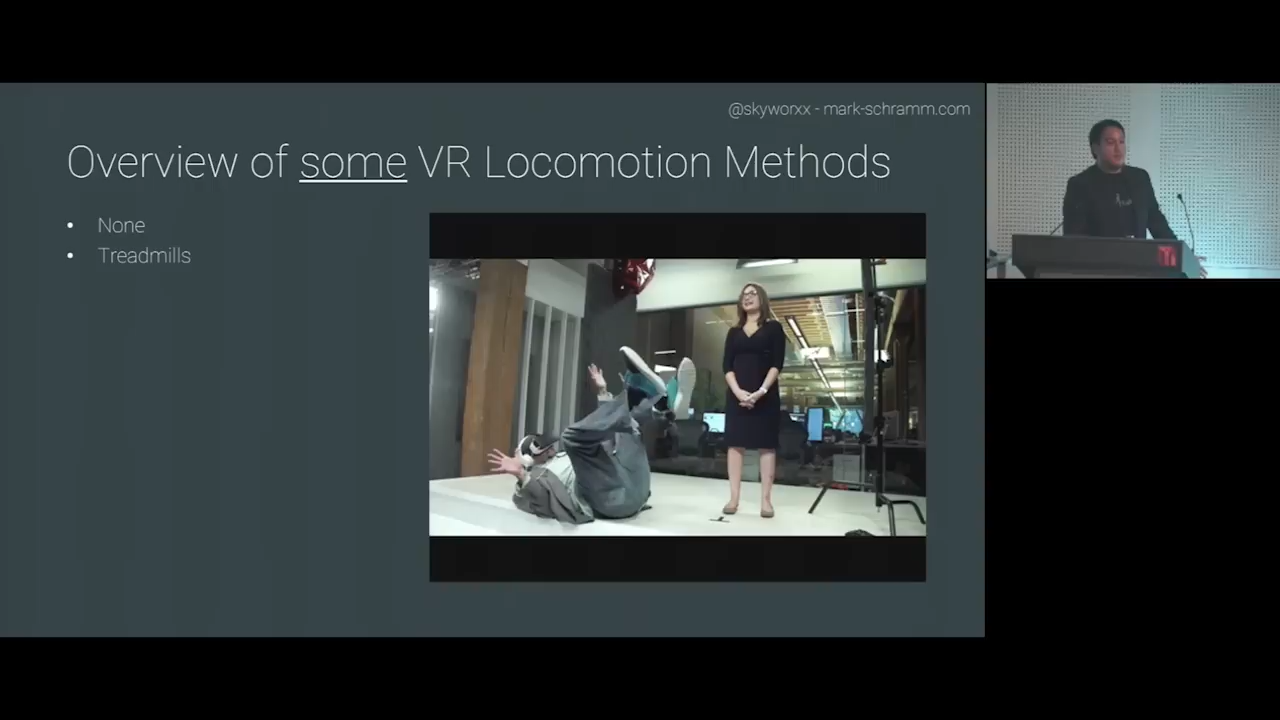 @skyworxx - mark-schramm.com
Overview of some VR Locomotion Methods
• None
• Treadmills